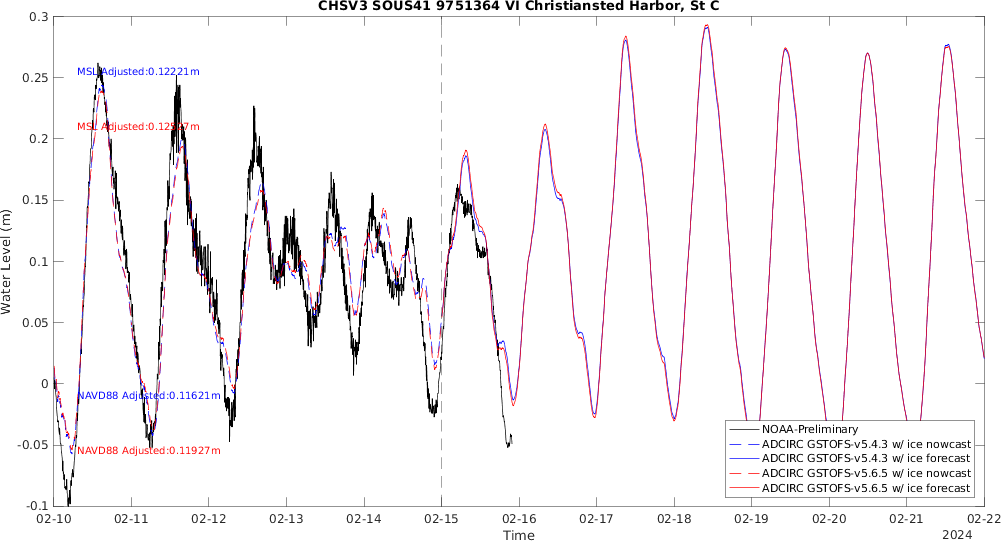 CHSV3 SOUS41 9751364 VI Christiansted Harbor, St C
0.3
0.25
0.2
0.15
0.1
0.05
0
-0.05
-0.1
Water Level (m)
MSL Adjusted:0.12221m
MSL
NAVD88 Adjusted:0.11621m
NAVD88 Adjusted:0.11927m
NOAA-Preliminary
ADCIRC GSTOFS-v5.4.3 w/ ice nowcast
ADCIRC GSTOFS-v5.4.3 w/ ice forecast
ADCIRC GSTOFS-v5.6.5 w/ ice nowcast
ADCIRC GSTOFS-v5.6.5 w/ ice forecast
02-10 02-11 02-12 02-13 02-14 02-15 02-16 02-17 02-18 02-19 02-20 02-21 02-22
Time
2024